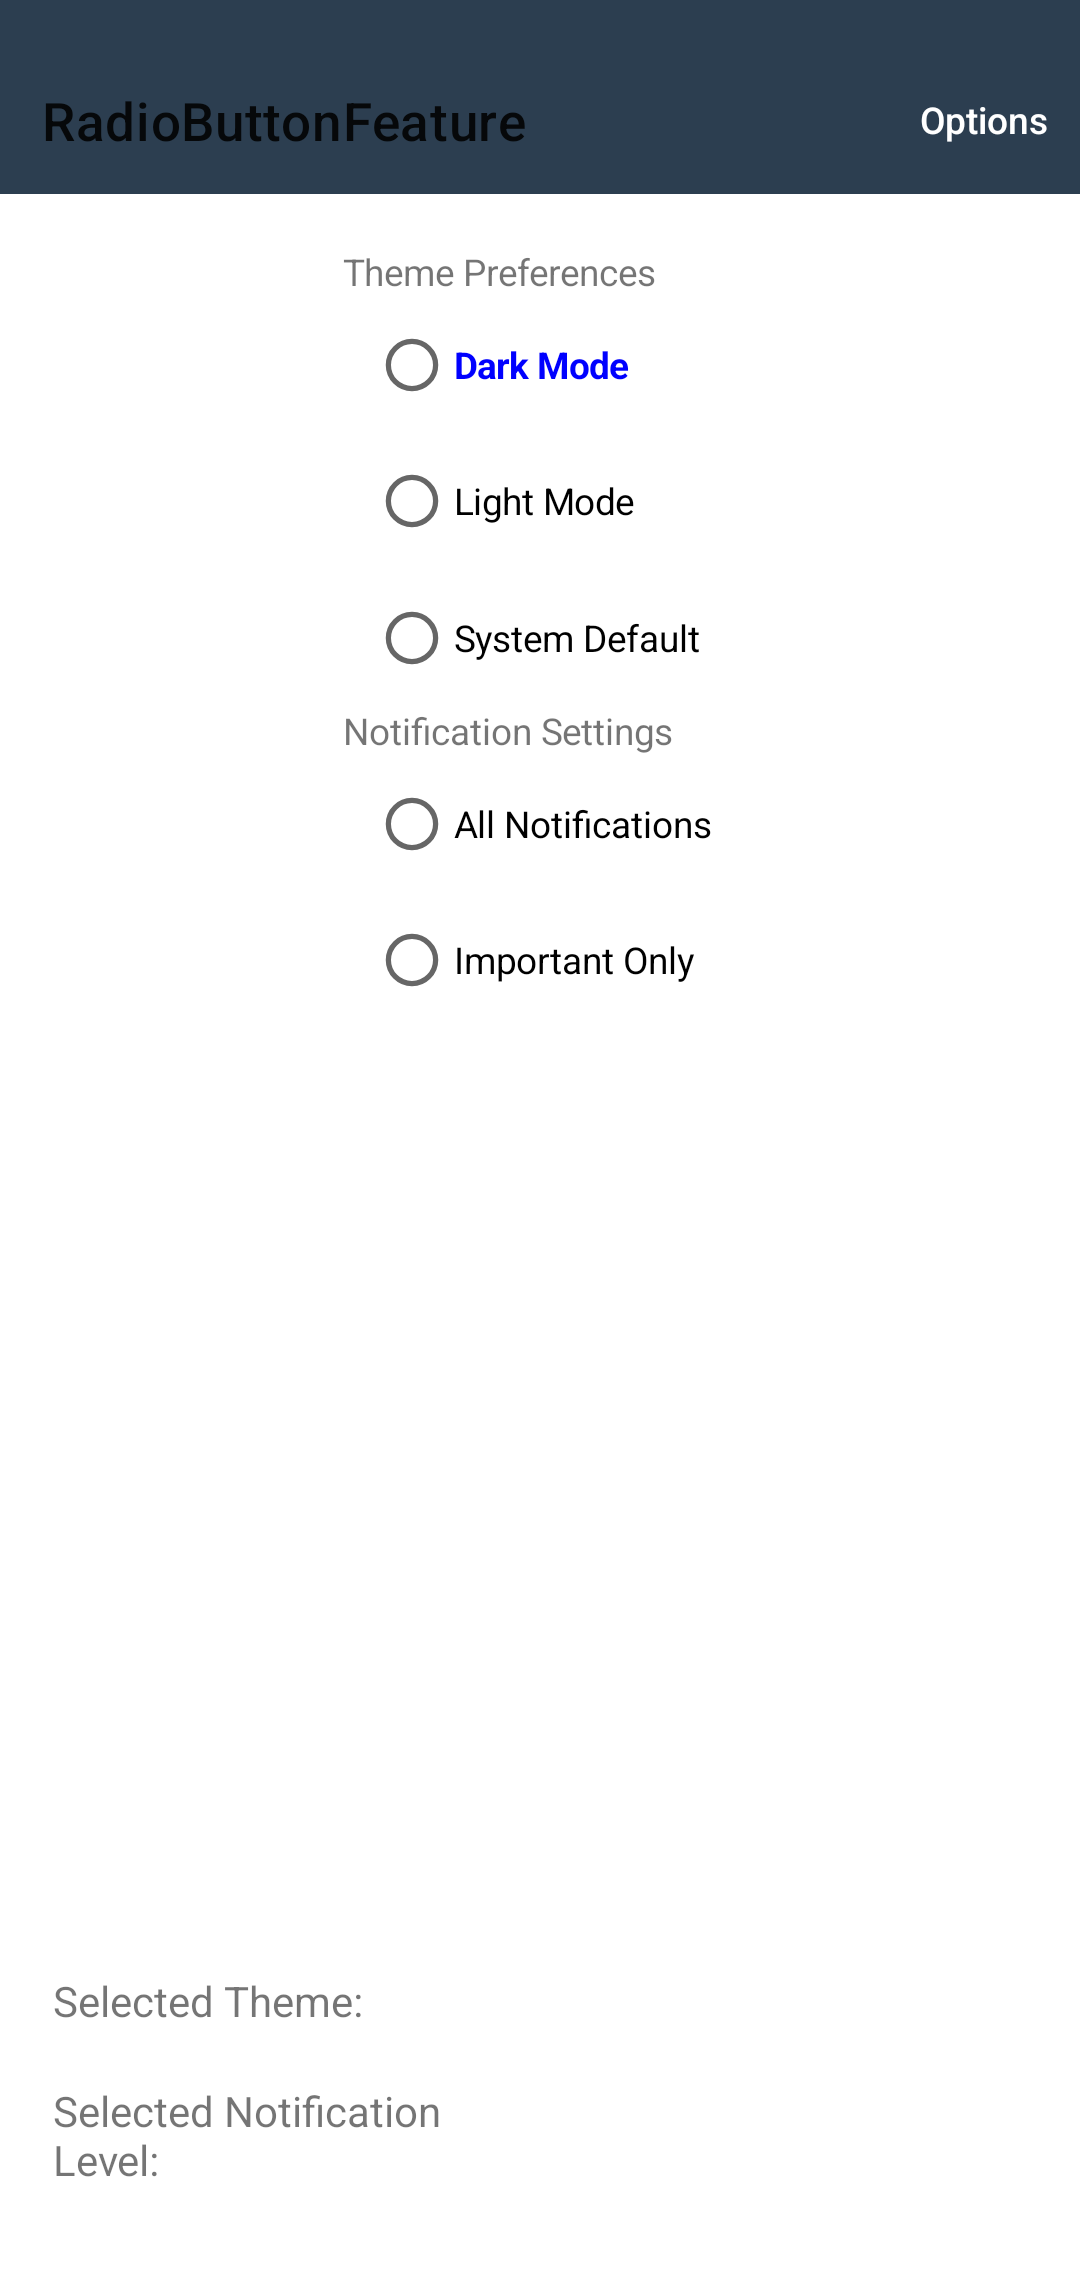 RadioButtonFeature
Options
Theme Preferences
Dark Mode
Light Mode
System Default
Notification Settings
All Notifications
Important Only
Selected Theme:
Selected Notification
Level: